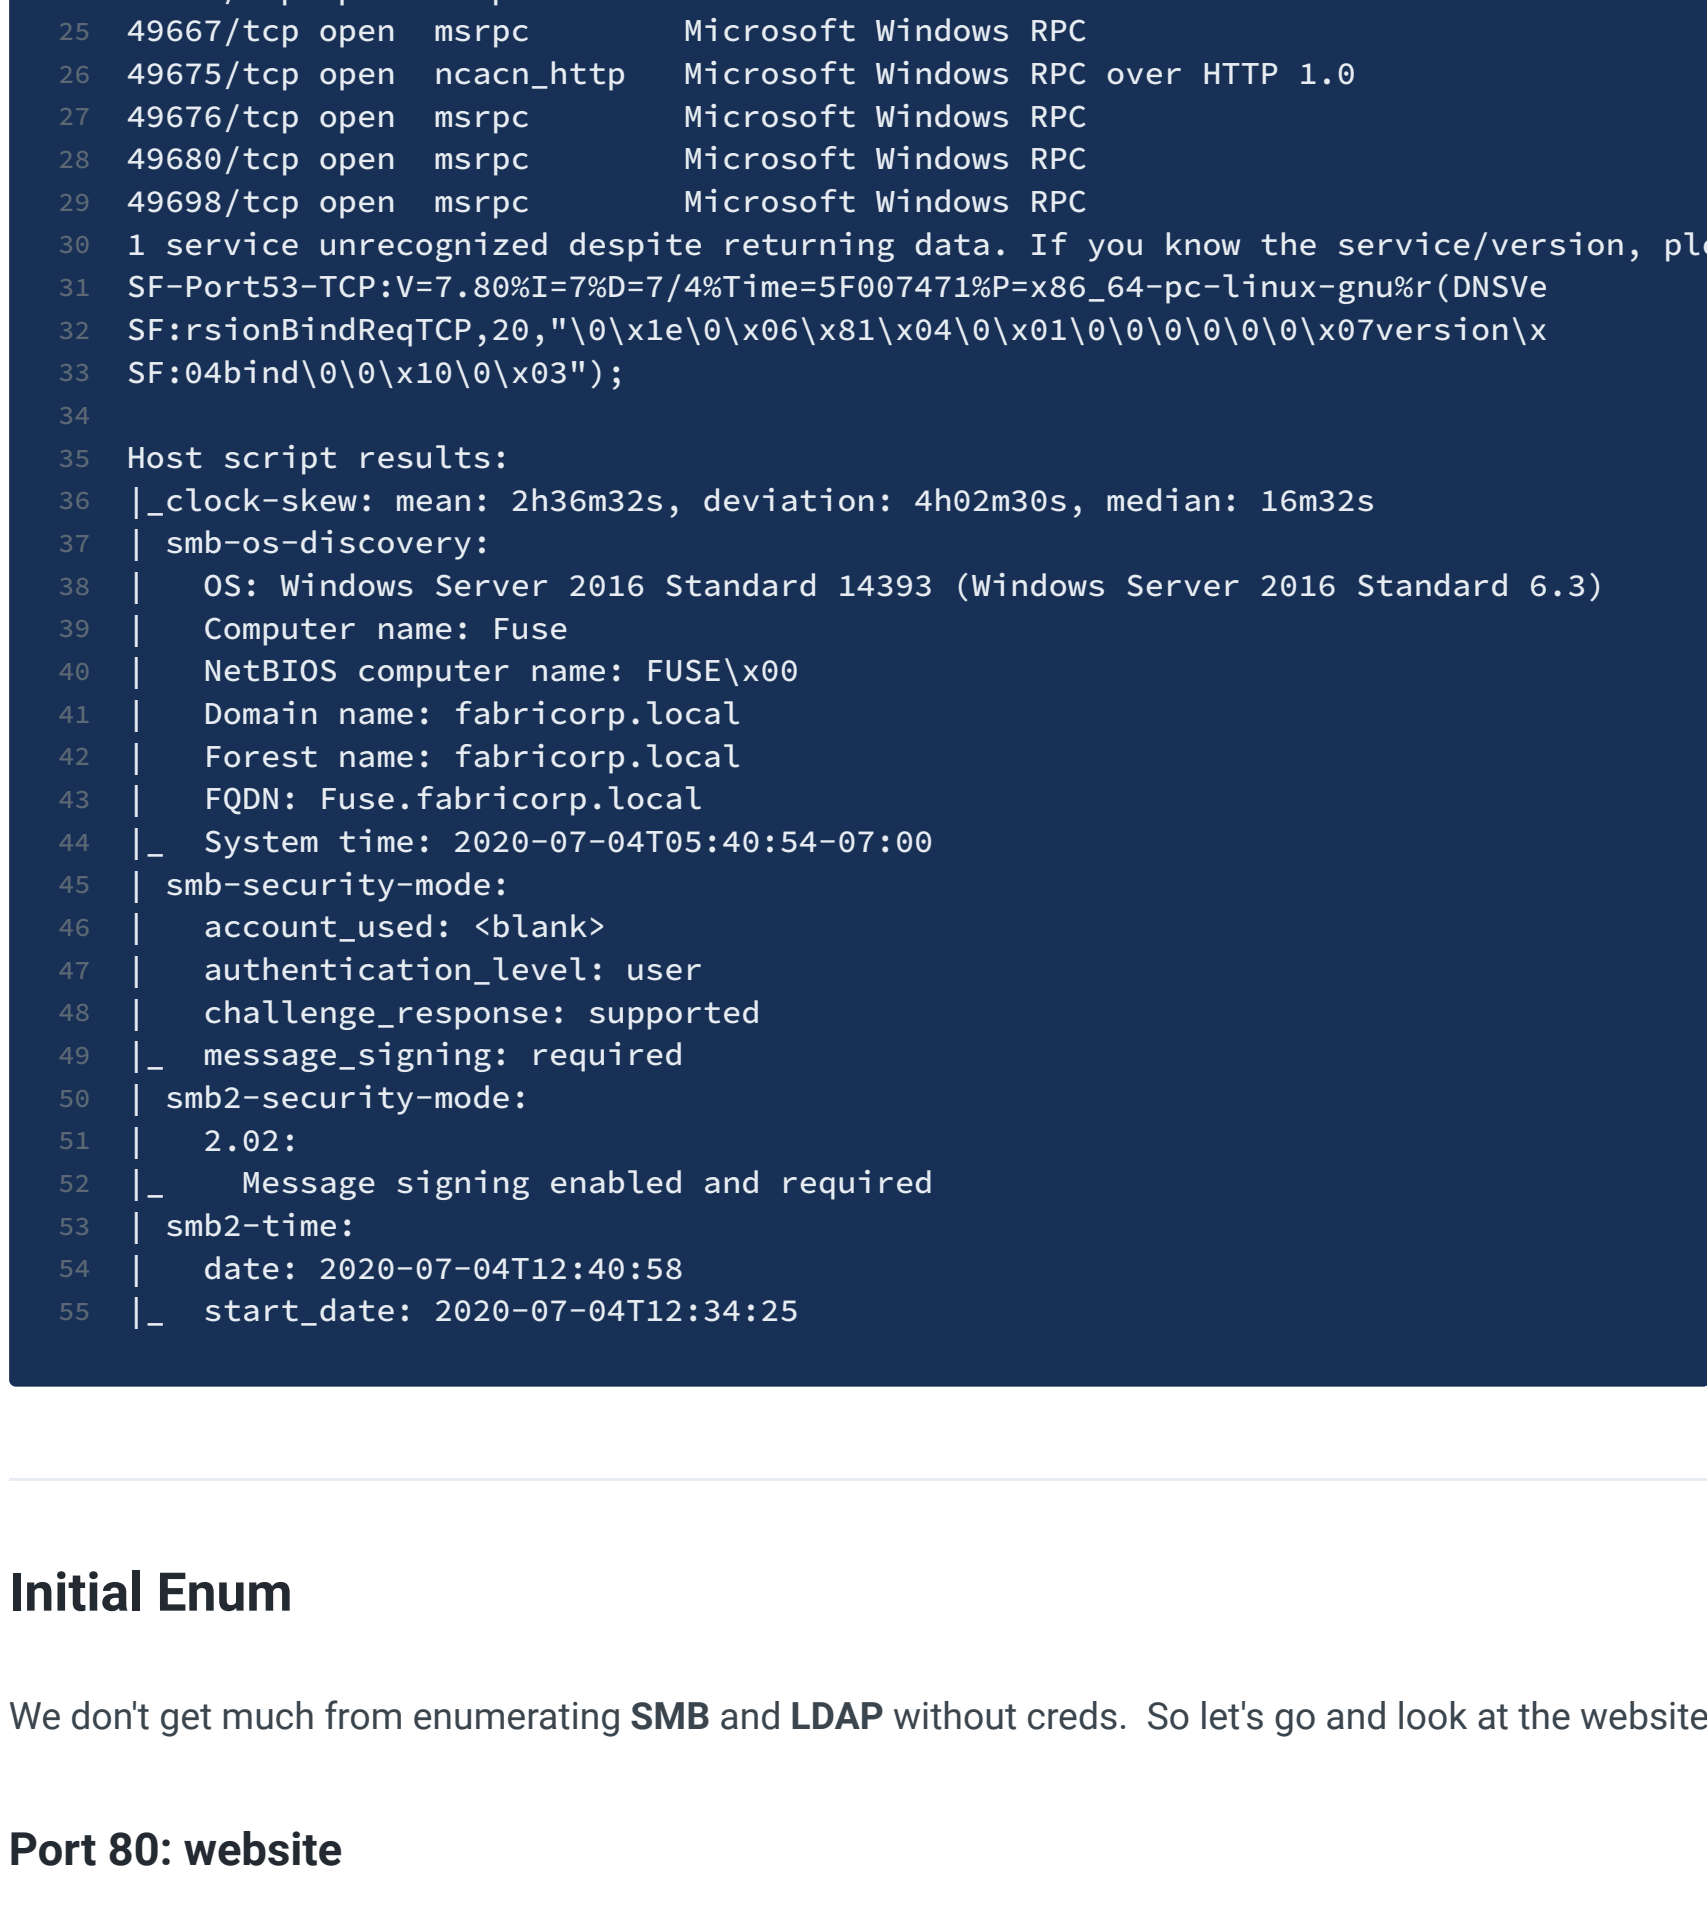 25 49667/tcp open  msrpc        Microsoft Windows RPC
26 49675/tcp open  ncacn_http   Microsoft Windows RPC over HTTP 1.0
27 49676/tcp open  msrpc        Microsoft Windows RPC
28 49680/tcp open  msrpc        Microsoft Windows RPC
29 49698/tcp open  msrpc        Microsoft Windows RPC
30 1 service unrecognized despite returning data. If you know the service/version,
31 SF-Port53-TCP:V=7.80%I=7%D=7/4%Time=5F007471%P=x86_64-pc-linux-gnu%r(DNSVe
32 SF:rsionBindReqTCP,20,"\0\x1e\0\x06\x81\x04\0\x01\0\0\0\0\0\0\x07version\x
33 SF:04bind\0\0\x10\0\x03");
34
35 Host script results:
36 |_clock-skew: mean: 2h36m32s, deviation: 4h02m30s, median: 16m32s
37 | smb-os-discovery:
38 |   OS: Windows Server 2016 Standard 14393 (Windows Server 2016 Standard 6.3)
39 |   Computer name: Fuse
40 |   NetBIOS computer name: FUSE\x00
41 |   Domain name: fabricorp.local
42 |   Forest name: fabricorp.local
43 |   FQDN: Fuse.fabricorp.local
44 |_  System time: 2020-07-04T05:40:54-07:00
45 | smb-security-mode:
46 |   account_used: <blank>
47 |   authentication_level: user
48 |   challenge_response: supported
49 |_  message_signing: required
50 | smb2-security-mode:
51 |   2.02:
52 |_    Message signing enabled and required
53 | smb2-time:
54 |   date: 2020-07-04T12:40:58
55 |_  start_date: 2020-07-04T12:34:25
Initial Enum
We don't get much from enumerating SMB and LDAP without creds.  So let's go and look at the website
Port 80: website